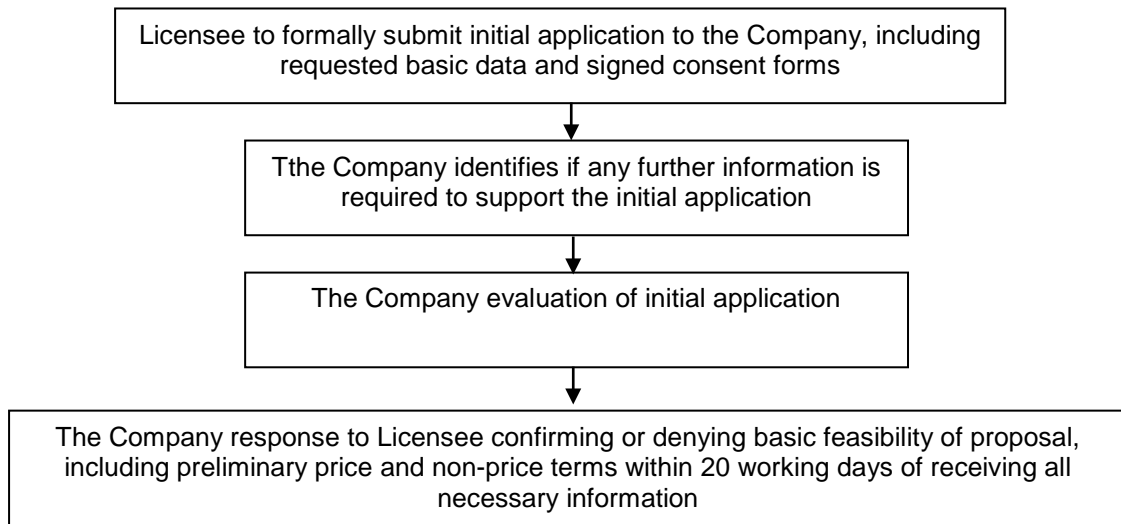 Licensee to formally submit initial application to the Company, including
requested basic data and signed consent forms
Tthe Company identifies if any further information is
required to support the initial application
The Company evaluation of initial application
The Company response to Licensee confirming or denying basic feasibility of proposal,
including preliminary price and non-price terms within 20 working days of receiving all
necessary information